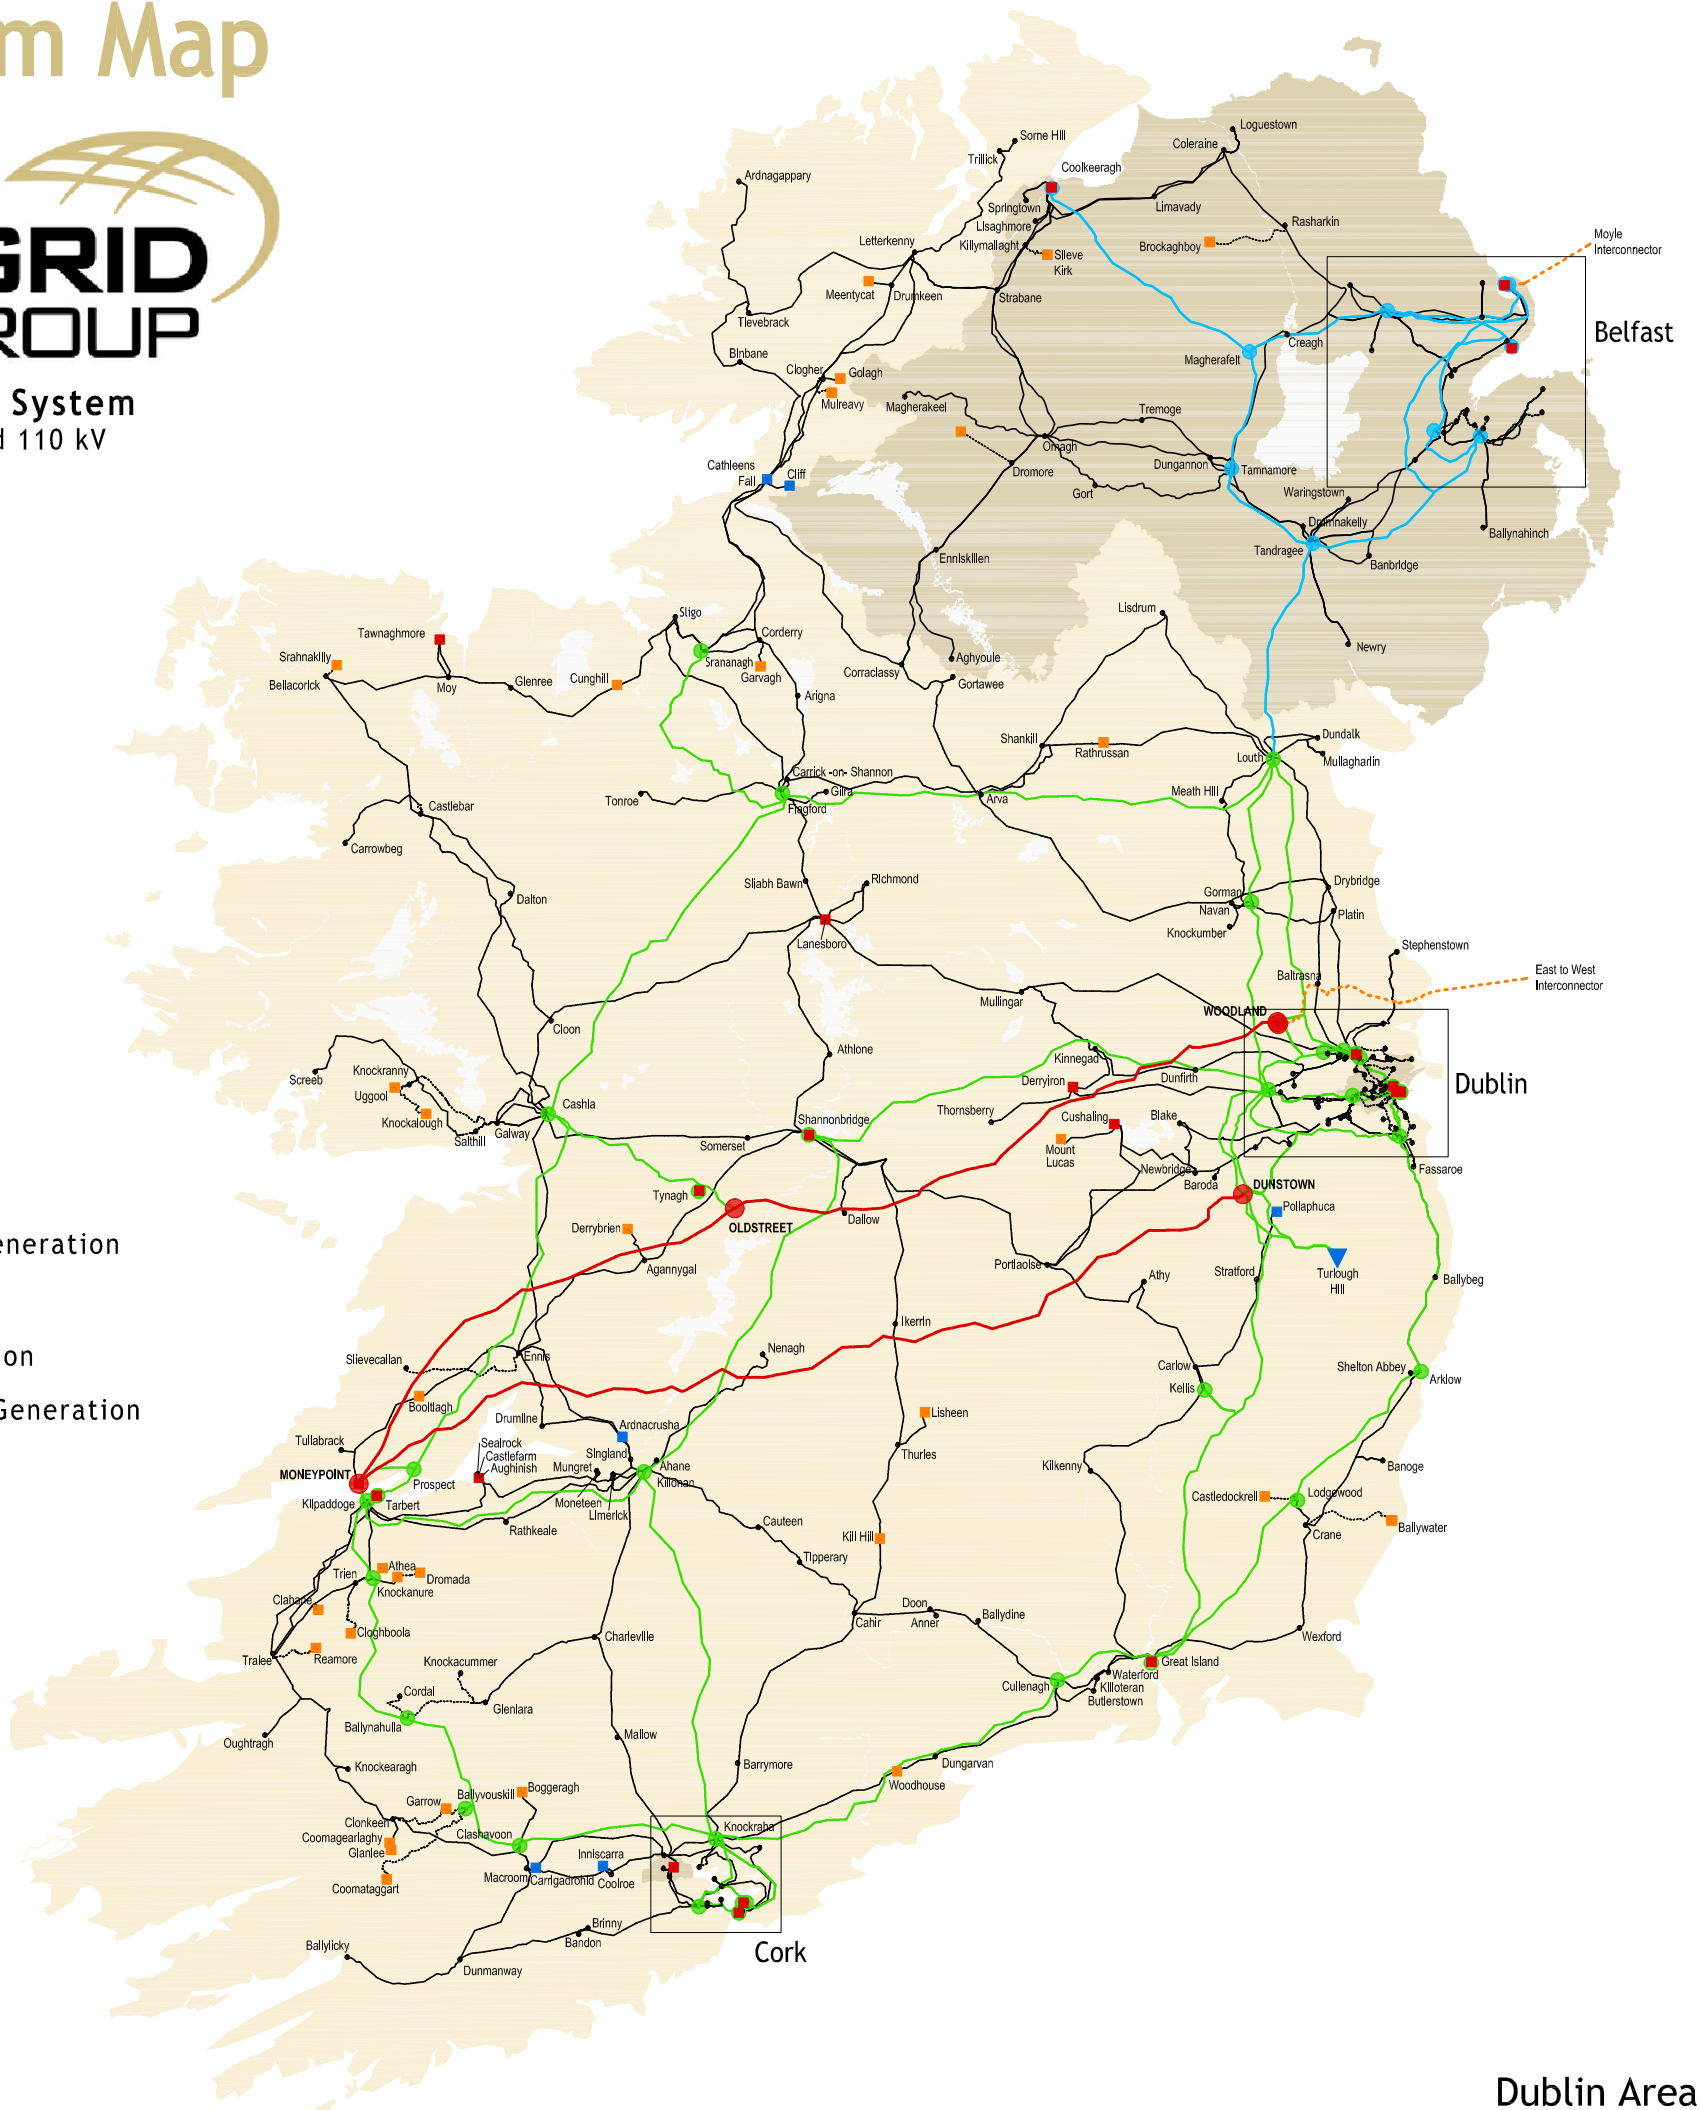 m Map
GRID
ROUP
System
d 110 kV
eneration
on
Generation
Loguestown
Coleraine
Sorne Hill
Trillick
Coolkeeragh
Ardnagappary
Springtown
Limavady
Lisaghmore
Rasharkin
Moyle
Interconnector
Letterkenny
Killymallaght
Brockaghboy
Slieve
Kirk
Meentycat
Drumkeen
Strabane
Tievebrack
Belfast
Creagh
Binbane
Magherafelt
Clogher
Golagh
Mulreavy
Magherakeel
Tremoge
Omagh
Cathleens
Fall
Cliff
Dromore
Dungannon
Tamnamore
Gort
Waringstown
Drumnakelly
Ballynahinch
Tandragee
Banbridge
Enniskillen
Lisdrum
Sligo
Tawnaghmore
Corderry
Newry
Srahnakilly
Srananagh
Aghyoule
Bellacorick
Moy
Glenree
Cunghill
Garvagh
Corraclassy
Gortawee
Arigna
Shankill
Rathrussan
Dundalk
Louth
Mullagharlin
Carrick -on- Shannon
Tonroe
Gilra
Flagford
Arva
Meath Hill
Castlebar
Carrowbeg
Sliabh Bawn
Richmond
Drybridge
Gorman
Dalton
Navan
Platin
Knockumber
Lanesboro
Stephenstown
Baltrasna
East to West
Interconnector
Mullingar
WOODLAND
Cloon
Athlone
Kinnegad
Screeb
Knockranny
Uggool
Derryiron
Dunfirth
Dublin
Cashla
Knockalough
Salthill
Galway
Shannonbridge
Thornsberry
Cushaling
Blake
Somerset
Mount
Lucas
Newbridge
Fassaroe
Tynagh
Baroda
DUNSTOWN
Pollaphuca
OLDSTREET
Dallow
Derrybrien
Agannygal
Portlaoise
Athy
Stratford
Turlough
Hill
Ballybeg
Ikerrin
Slievecallan
Ennis
Nenagh
Carlow
Shelton Abbey
Kellis
Arklow
Booltiagh
Drumline
Ardnacrusha
Lisheen
Tullabrack
Sealrock
Castlefarm
Aughinish
Singland
Mungret
Ahane
Thurles
MONEYPOINT
Prospect
Killonan
Kilkenny
Banoge
Kilpaddoge
Tarbert
Moneteen
Limerick
Castledockrell
Lodgewood
Rathkeale
Cauteen
Kill Hill
Crane
Ballywater
Tipperary
Athea
Trien
Dromada
Knockanure
Clahane
Doon
Anner
Ballydine
Cahir
Cloghboola
Charleville
Wexford
Tralee
Reamore
Knockacummer
Great Island
Waterford
Cullenagh
Killoteran
Butlerstown
Cordal
Glenlara
Ballynahulla
Oughtragh
Mallow
Knockearagh
Barrymore
Dungarvan
Woodhouse
Garrow
Ballyvouskill
Boggeragh
Clonkeen
Clashavoon
Knockraha
Coomagearlaghy
Glanlee
Inniscarra
Coomataggart
Macroom
Carrigadrohid
Coolroe
Brinny
Bandon
Cork
Ballylicky
Dunmanway
Dublin Area